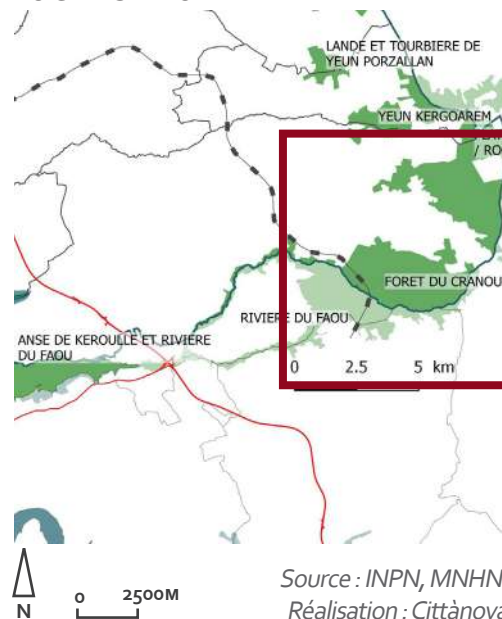 LANDE ET TOURBIERE DE
YEUN PORZALLAN
YEUN KERGOAREM
/ RO
FORET DU CRANOU
RIVIERE DU FAOU
ANSE DE KEROULLE ET RIVIERE
DU FAOU
0 2.5 5 km
N
0 2500M
Source : INPN, MNHN
Réalisation : Cittànova